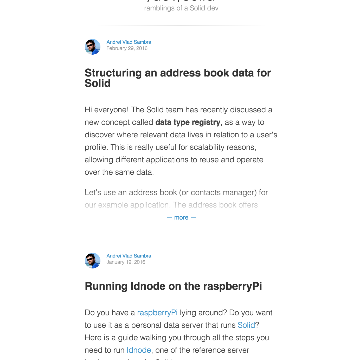 ramblings of a Solid dev
Andrei Vlad Sambra
February 29, 2016
Structuring an address book data for
Solid
Hi everyone! The Solid team has recently discussed a
new concept called data type registry, as a way to
discover where relevant data lives in relation to a user's
profile. This is really useful for scalability reasons,
allowing different applications to reuse and operate
over the same data.
Let's use an address book (or contacts manager) for
our example application. The address book offers
— more —
Andrei Vlad Sambra
January 19, 2016
Running ldnode on the raspberryPi
Do you have a raspberryPi lying around? Do you want
to use it as a personal data server that runs Solid?
Here is a guide walking you through all the steps you
need to run ldnode, one of the reference server